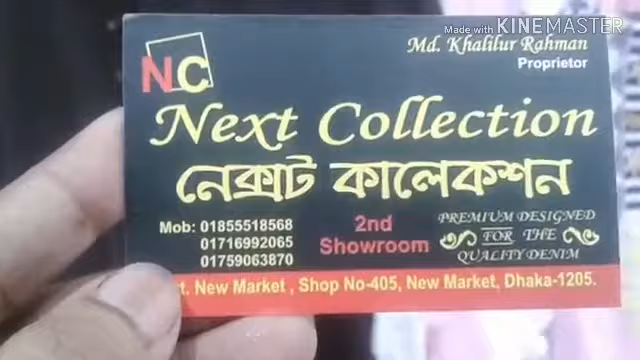 Made with KINEMASTER
Md. Khalilur Rahman
Proprietor
NC
Next Collection
নেক্সট কালেকশন
Mob: 01855518568
01716992065
01759063870
2nd
Showroom
PREMIUM DESIGNED
FOR THE
QUALITY DENIM
New Market , Shop No-405, New Market, Dhaka-1205.